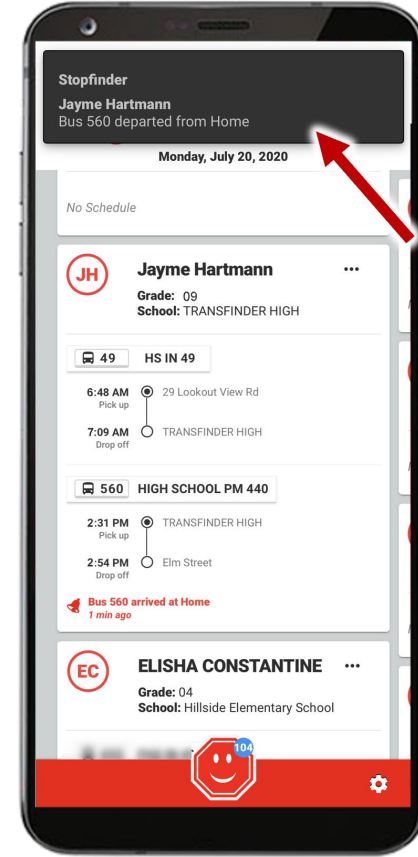 Stopfinder
Jayme Hartmann
Bus 560 departed from Home
Monday, July 20, 2020
No Schedule
JH
Jayme Hartmann
Grade: 09
School: TRANSFINDER HIGH
49 HS IN 49
6:48 AM 29 Lookout View Rd
Pick up
7:09 AM TRANSFINDER HIGH
Drop off
560 HIGH SCHOOL PM 440
2:31 PM TRANSFINDER HIGH
Pick up
2:54 PM Elm Street
Drop off
Bus 560 arrived at Home
1 min ago
EC
ELISHA CONSTANTINE
Grade: 04
School: Hillside Elementary School
104